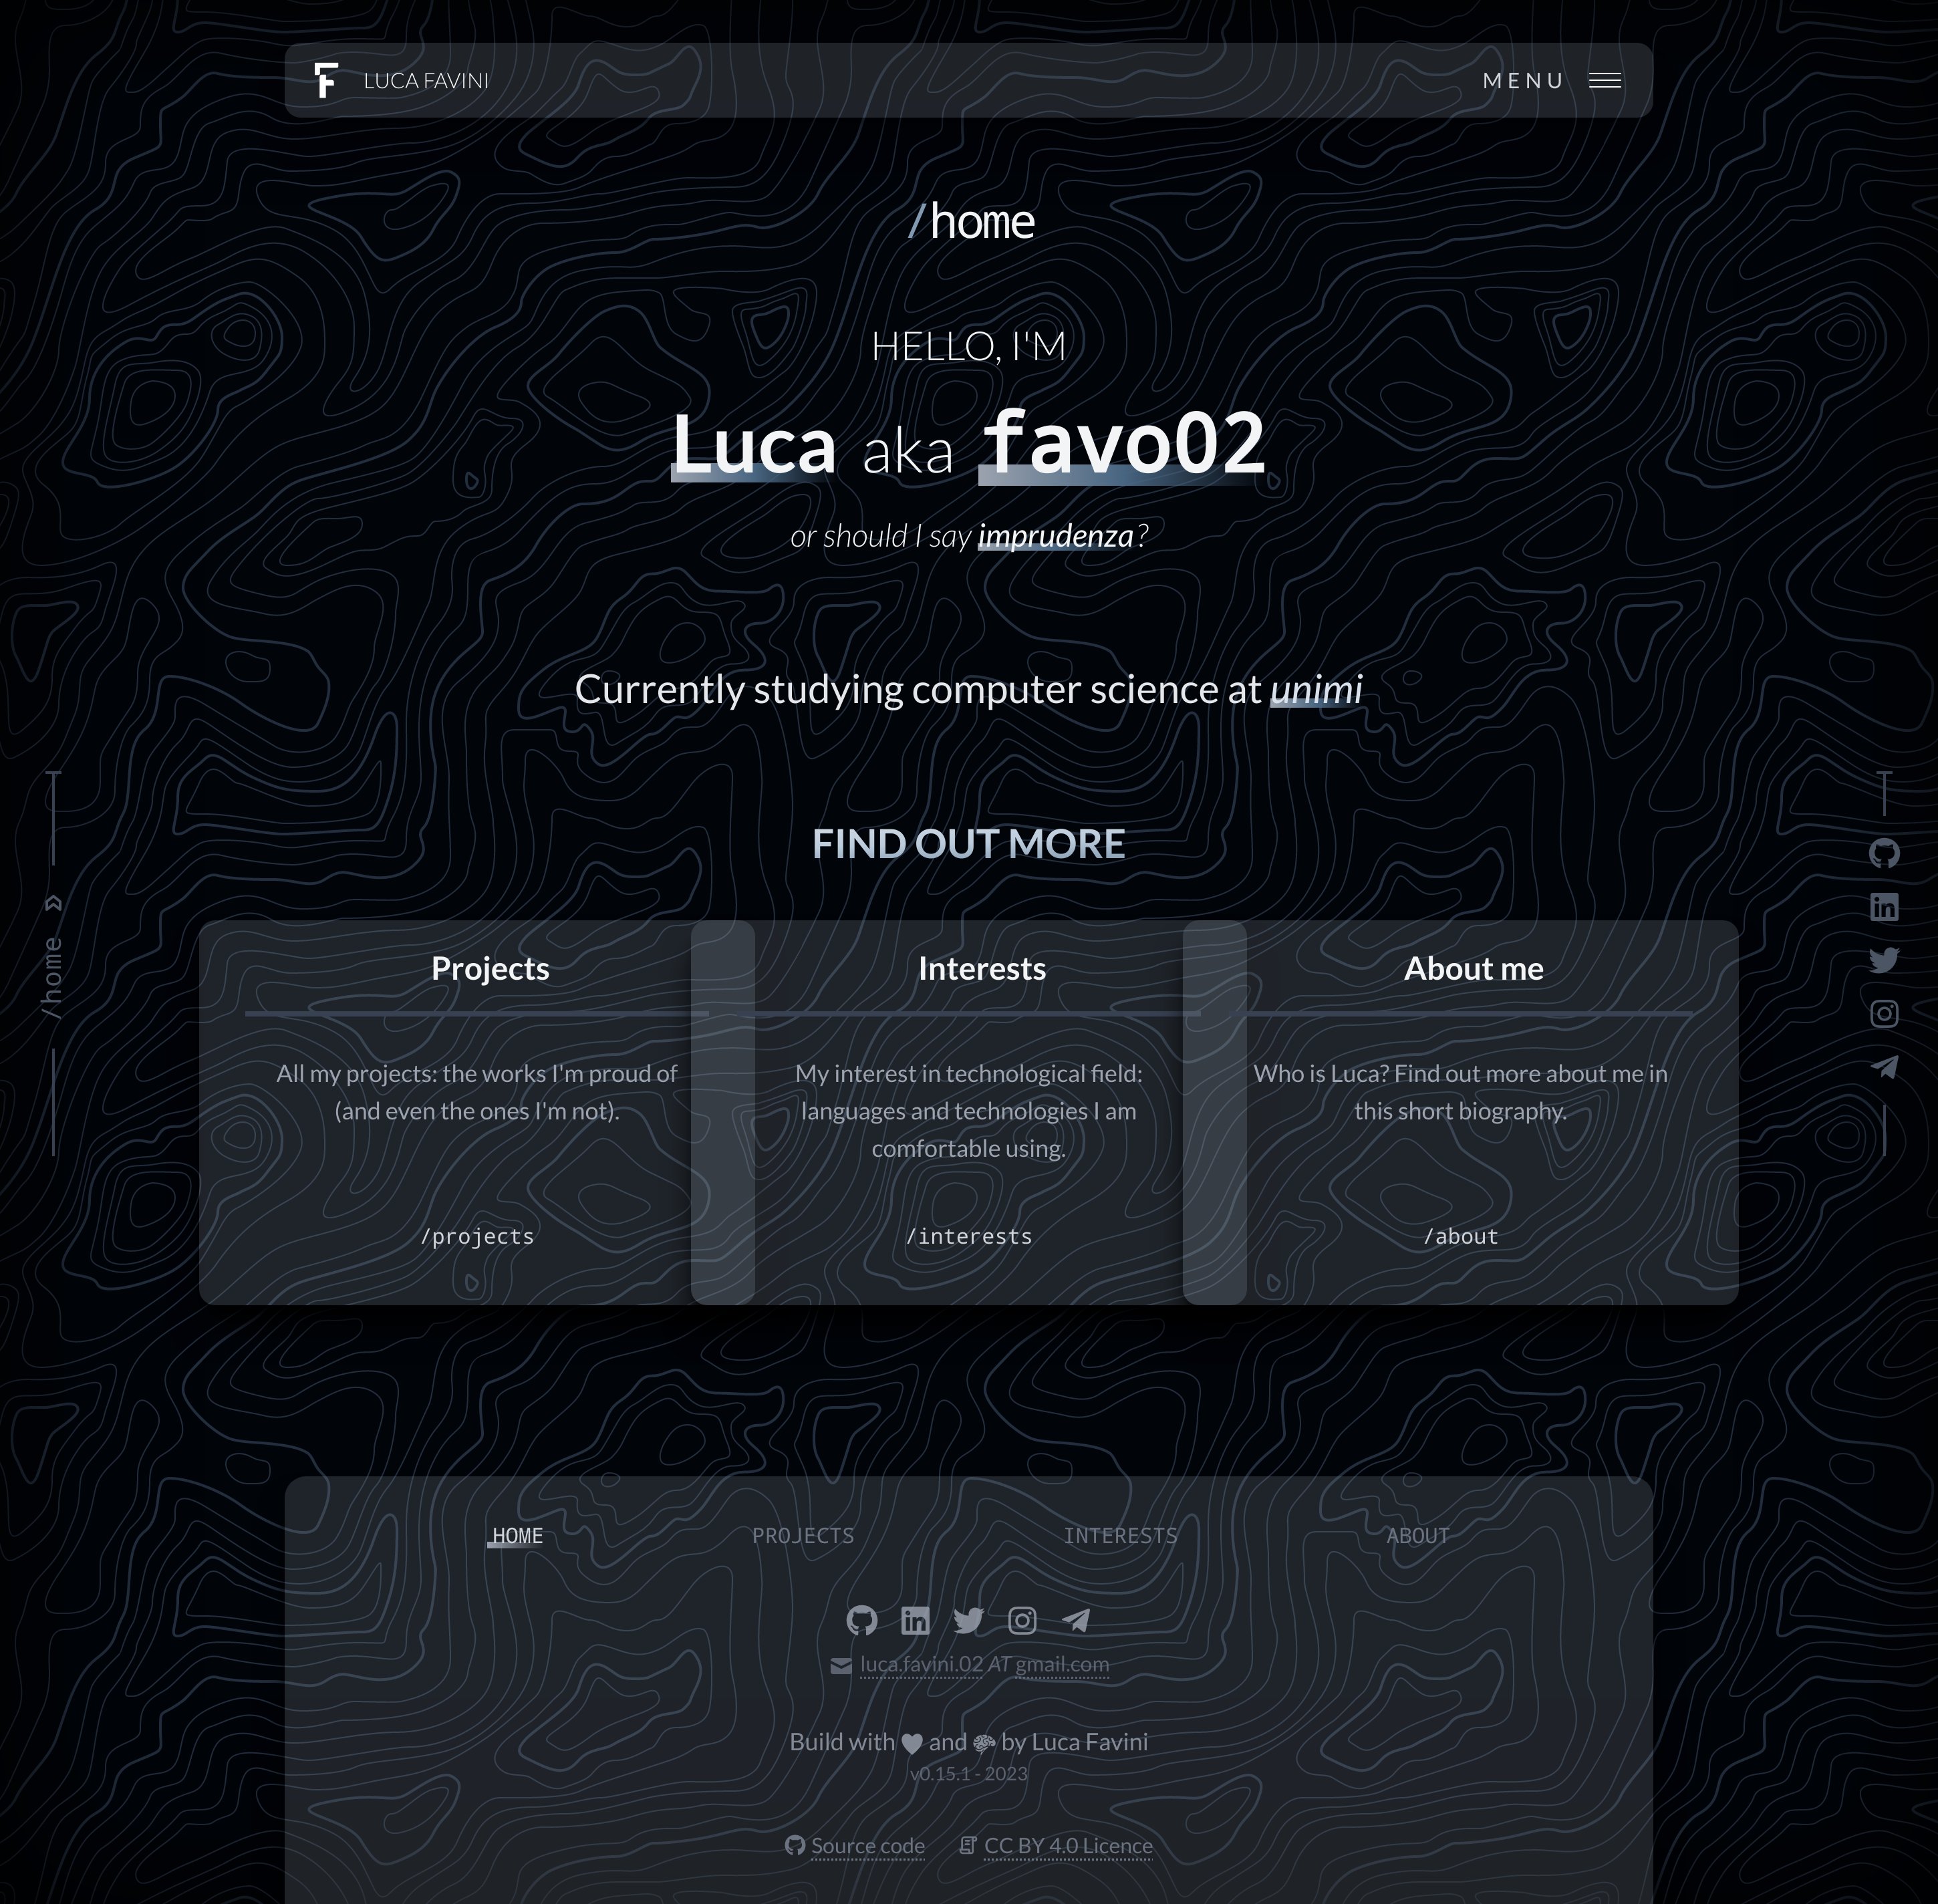 LUCA FAVINI
MENU
/home
HELLO, I'M
Luca aka favo02
or should I say imprudenza?
Currently studying computer science at unimi
FIND OUT MORE
/home
Projects
All my projects: the works I'm proud of
(and even the ones I'm not).
/projects
Interests
My interest in technological field:
languages and technologies I am
comfortable using.
/interests
About me
Who is Luca? Find out more about me in
this short biography.
/about
HOME PROJECTS INTERESTS ABOUT
luca.favini.02 AT gmail.com
Build with and by Luca Favini
v0.15.1 - 2023
Source code CC BY 4.0 Licence